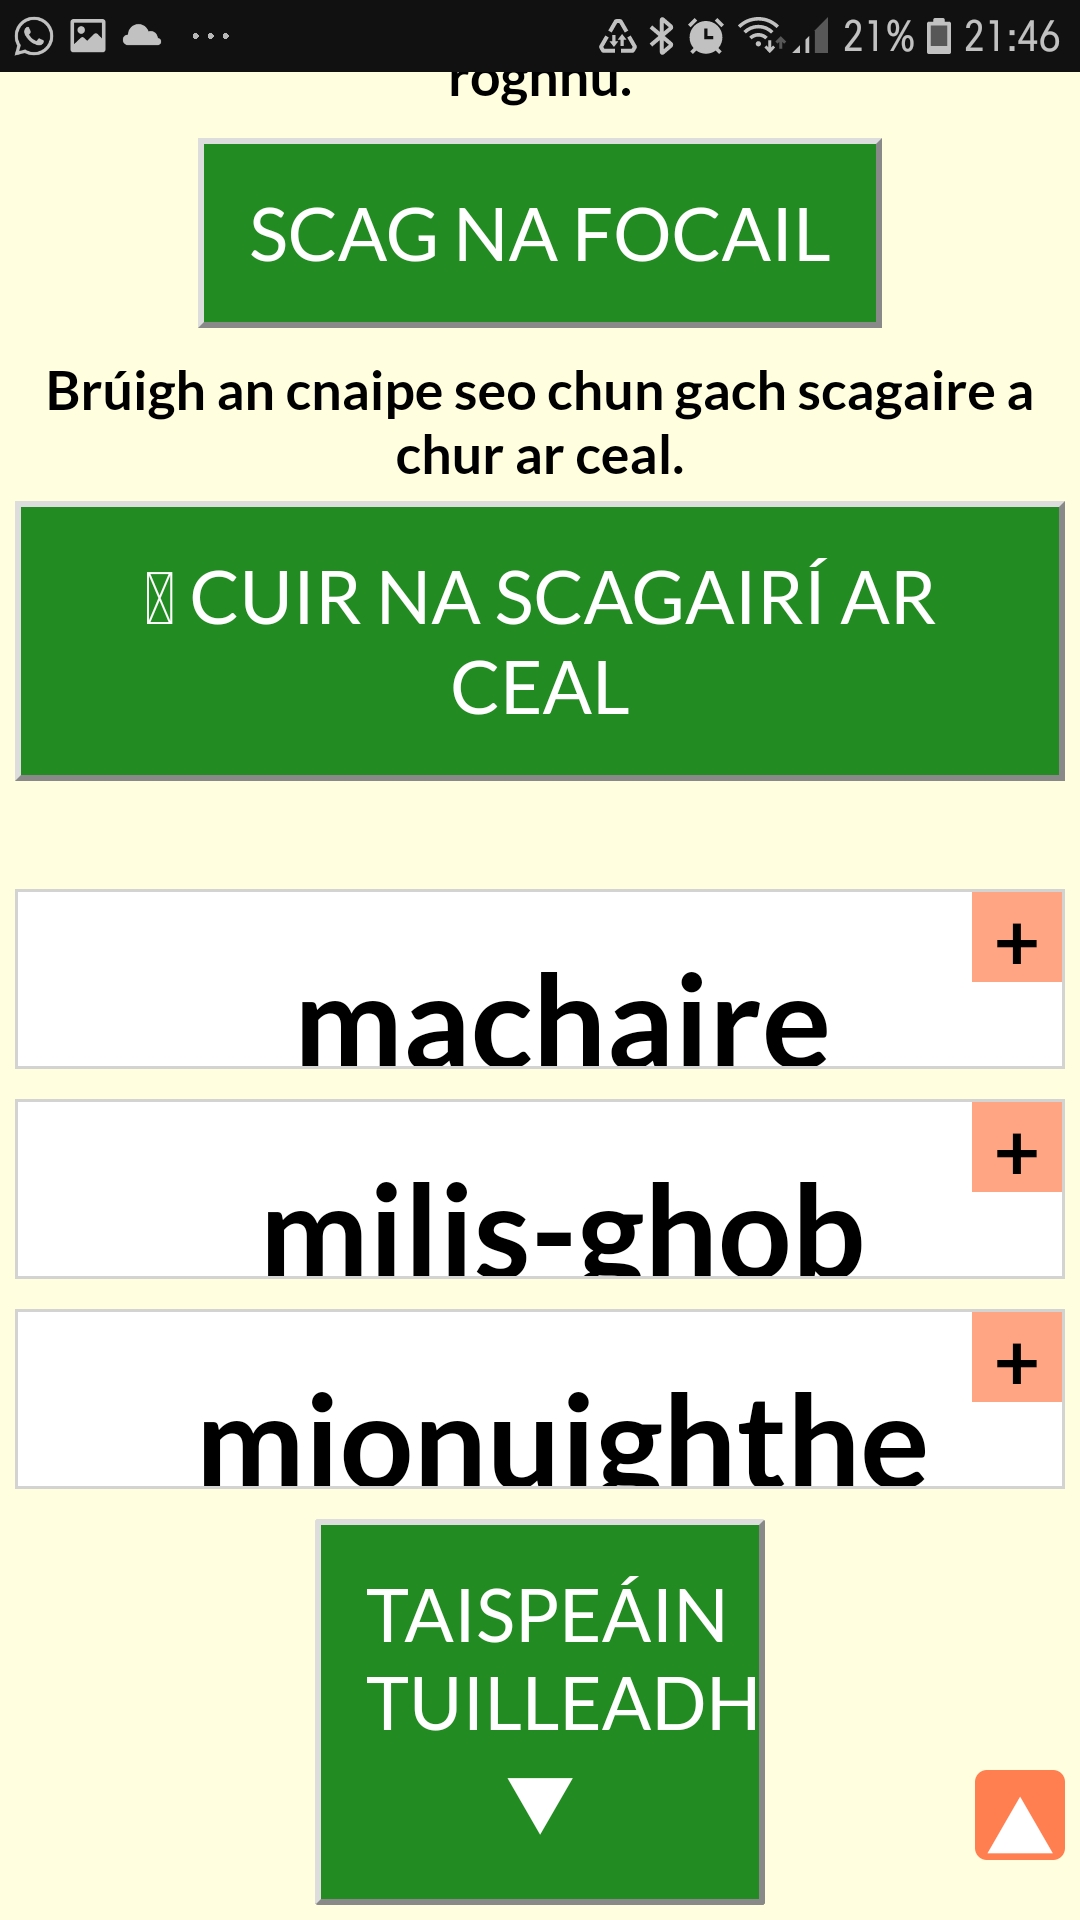 21% 21:46
roghnú.
SCAG NA FOCAIL
Brúigh an cnaipe seo chun gach scagaire a
chur ar ceal.
CUIR NA SCAGAIRÍ AR
CEAL
+
machaire
+
milis-ghob
+
mionuighthe
TAISPEÁIN
TUILLEADH